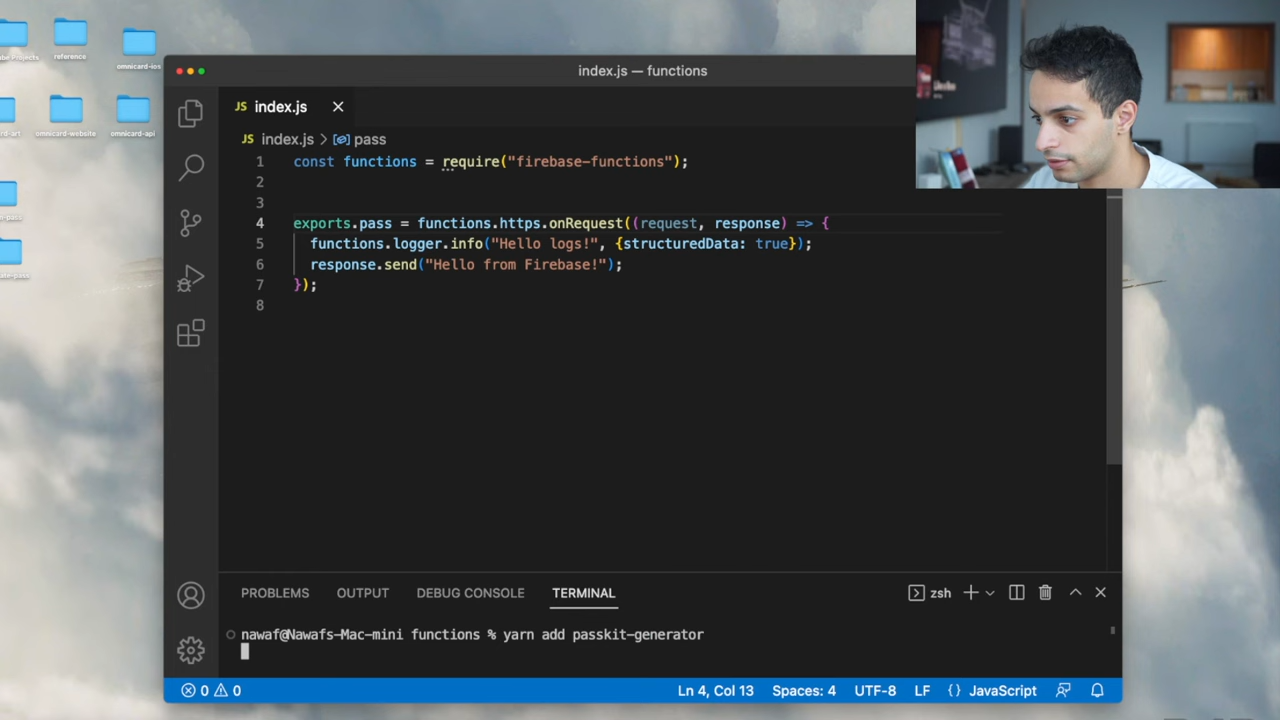 reference
omnicard-ios
omnicard-website
omnicard-api
index.js — functions
JS index.js
JS index.js > pass
1 const functions = require("firebase-functions");
2
3
4 exports.pass = functions.https.onRequest((request, response) => {
5 functions.logger.info("Hello logs!", {structuredData: true});
6 response.send("Hello from Firebase!");
7 });
8
PROBLEMS OUTPUT DEBUG CONSOLE TERMINAL zsh
nawaf@Nawafs-Mac-mini functions % yarn add passkit-generator
0 0 Ln 4, Col 13 Spaces: 4 UTF-8 LF {} JavaScript